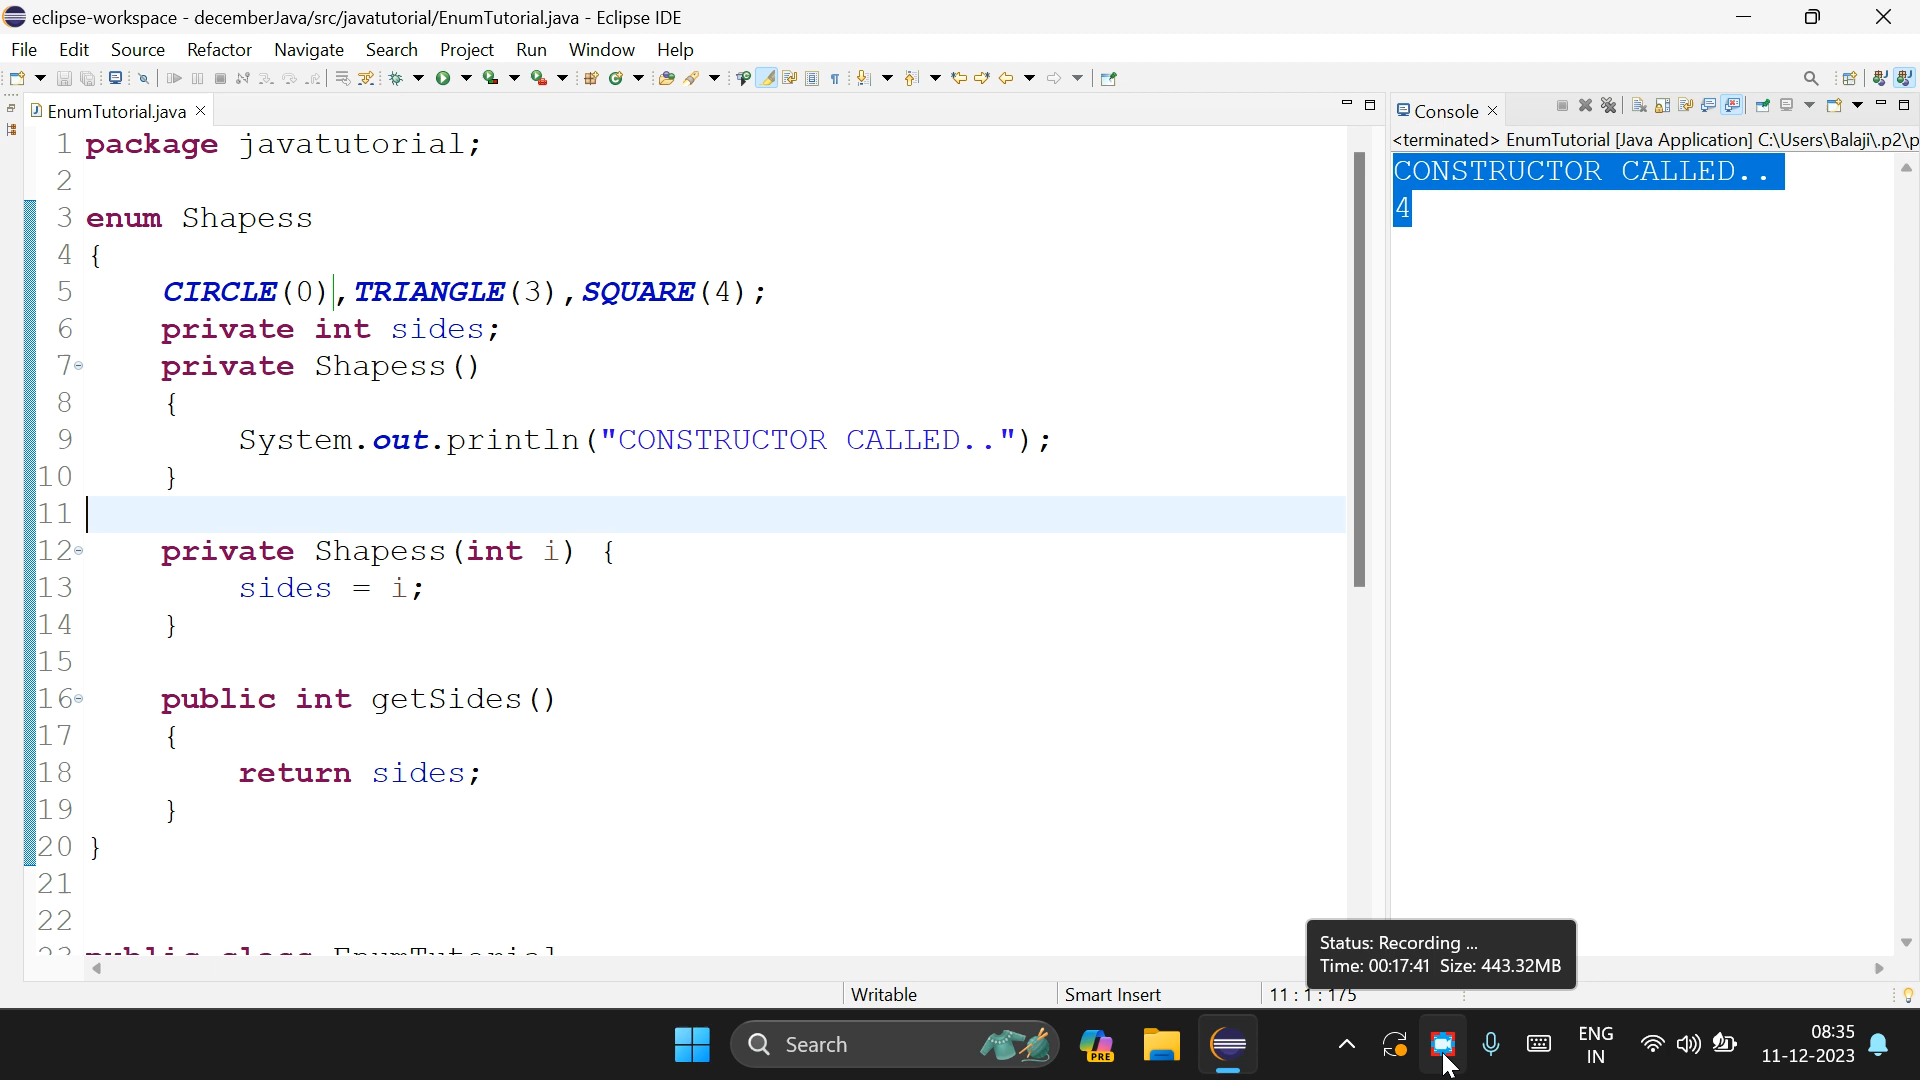 eclipse-workspace - decemberJava/src/javatutorial/EnumTutorial.java - Eclipse IDE
File Edit Source Refactor Navigate Search Project Run Window Help
EnumTutorial.java
1 package javatutorial;
2
3 enum Shapess
4 {
5 CIRCLE(0),TRIANGLE(3),SQUARE(4);
6 private int sides;
7 private Shapess()
8 {
9 System.out.println("CONSTRUCTOR CALLED..");
10 }
11
12 private Shapess(int i) {
13 sides = i;
14 }
15
16 public int getSides()
17 {
18 return sides;
19 }
20 }
21
22
23 public class EnumTutorial
Console
<terminated> EnumTutorial [Java Application] C:\Users\Balaji\.p2\p
CONSTRUCTOR CALLED..
4
Status: Recording ...
Time: 00:17:41 Size: 443.32MB
Writable Smart Insert 11 : 1 : 175
Search
PRE
ENG
IN
08:35
11-12-2023